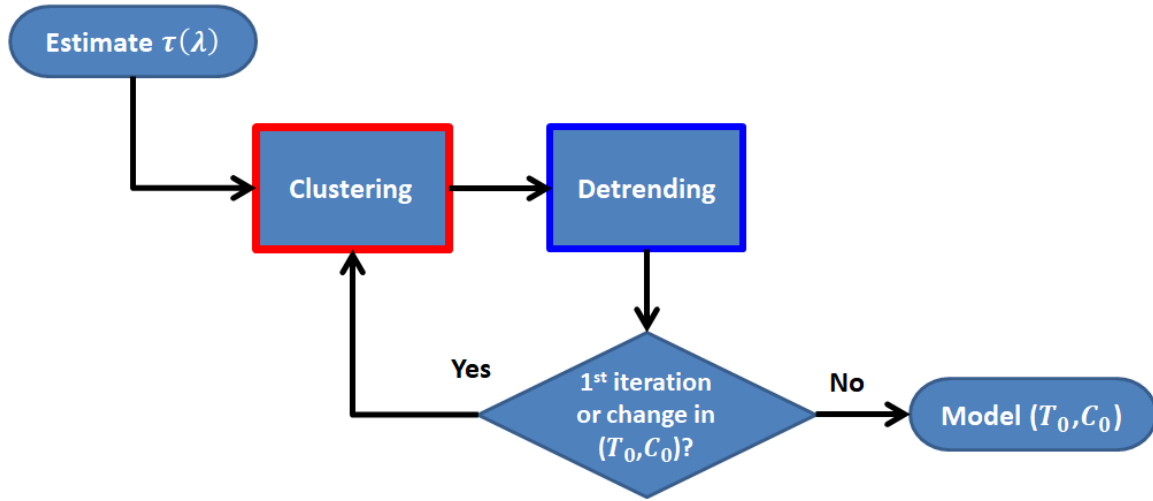 Estimate τ(λ)
Clustering
Detrending
Yes
1st iteration
or change in
(T₀,C₀)?
No
Model (T₀,C₀)